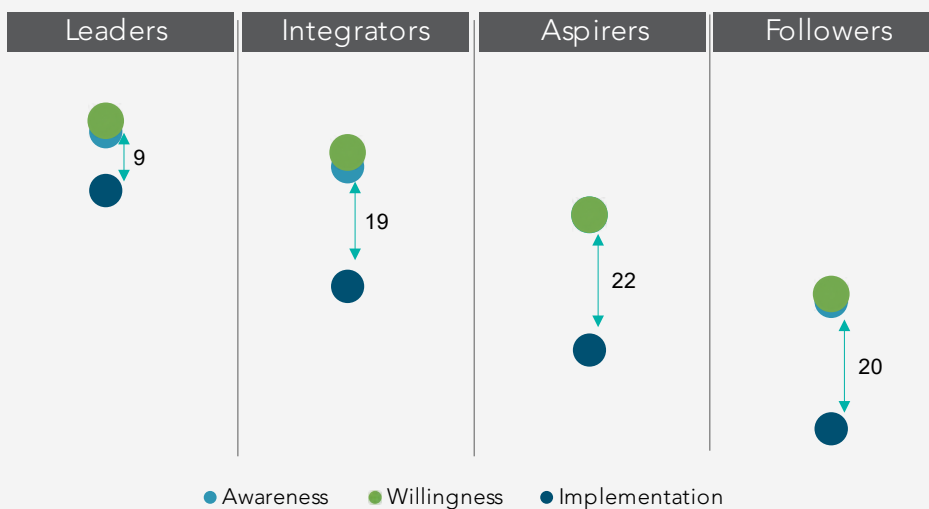 Leaders
Integrators
Aspirers
Followers
9
19
22
20
Awareness
Willingness
Implementation